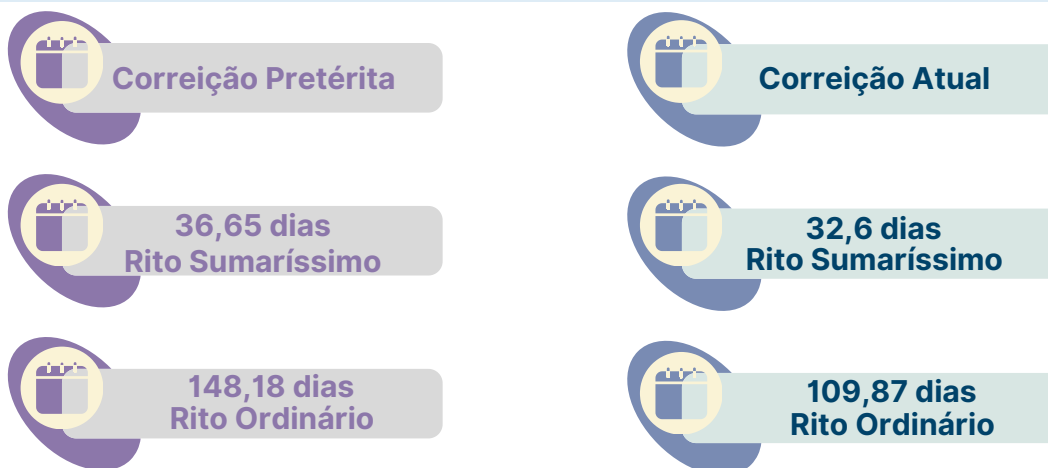 Correição Pretérita
36,65 dias
Rito Sumaríssimo
148,18 dias
Rito Ordinário
Correição Atual
32,6 dias
Rito Sumaríssimo
109,87 dias
Rito Ordinário